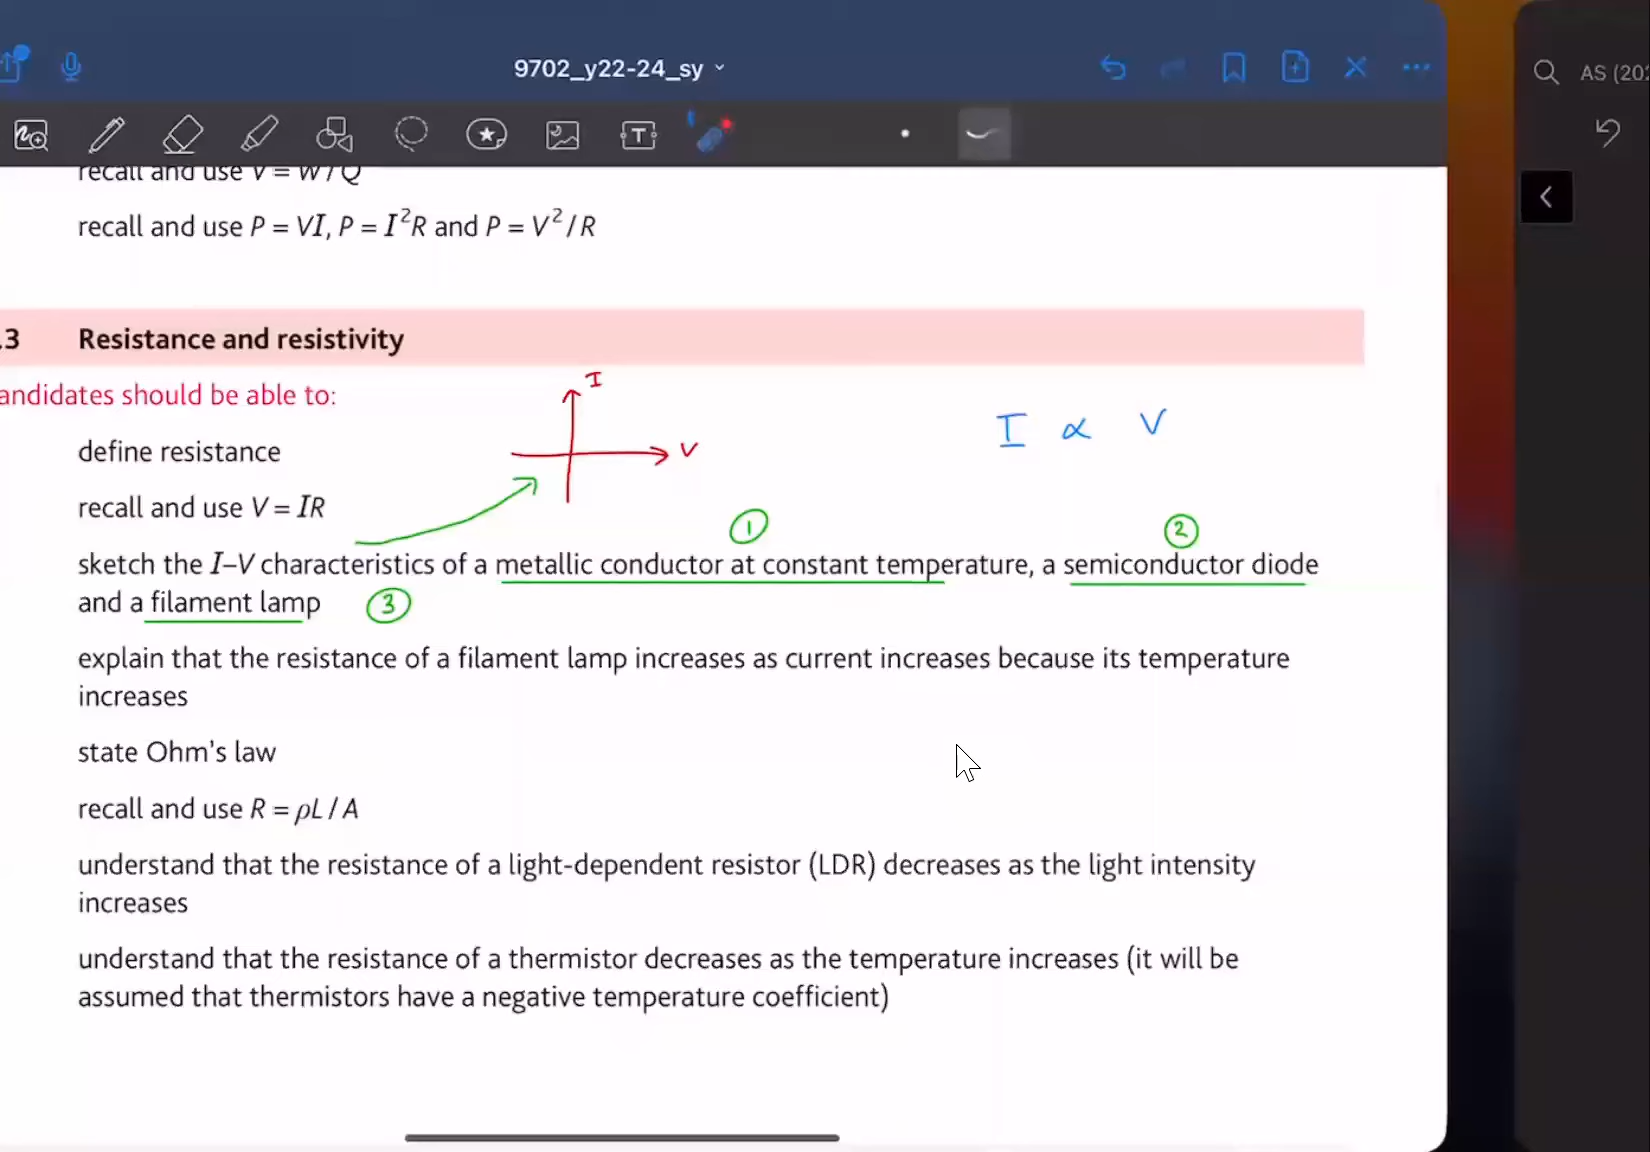 9702_y22-24_sy
AS (202
recall and use V = W / Q
recall and use P = VI, P = I²R and P = V² / R
.3 Resistance and resistivity
andidates should be able to:
I
V
I ∝ V
define resistance
recall and use V = IR
①
②
sketch the I–V characteristics of a metallic conductor at constant temperature, a semiconductor diode
and a filament lamp ③
explain that the resistance of a filament lamp increases as current increases because its temperature
increases
state Ohm's law
recall and use R = ρL / A
understand that the resistance of a light-dependent resistor (LDR) decreases as the light intensity
increases
understand that the resistance of a thermistor decreases as the temperature increases (it will be
assumed that thermistors have a negative temperature coefficient)